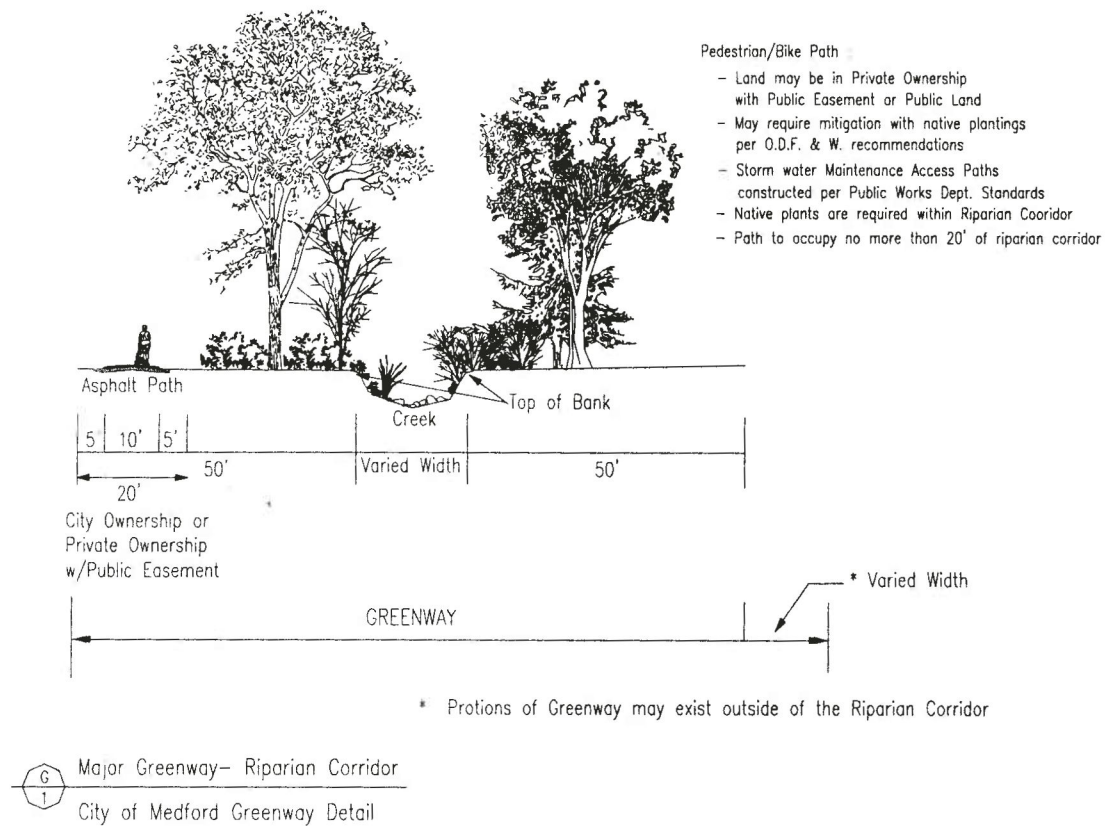 Pedestrian/Bike Path
- Land may be in Private Ownership
with Public Easement or Public Land
- May require mitigation with native plantings
per O.D.F. & W. recommendations
- Storm water Maintenance Access Paths
constructed per Public Works Dept. Standards
- Native plants are required within Riparian Cooridor
- Path to occupy no more than 20' of riparian corridor
Asphalt Path
Creek
Top of Bank
5' 10' 5'
50' Varied Width 50'
20'
City Ownership or
Private Ownership
w/Public Easement
* Varied Width
GREENWAY
* Protions of Greenway may exist outside of the Riparian Corridor
G
1
Major Greenway- Riparian Corridor
City of Medford Greenway Detail